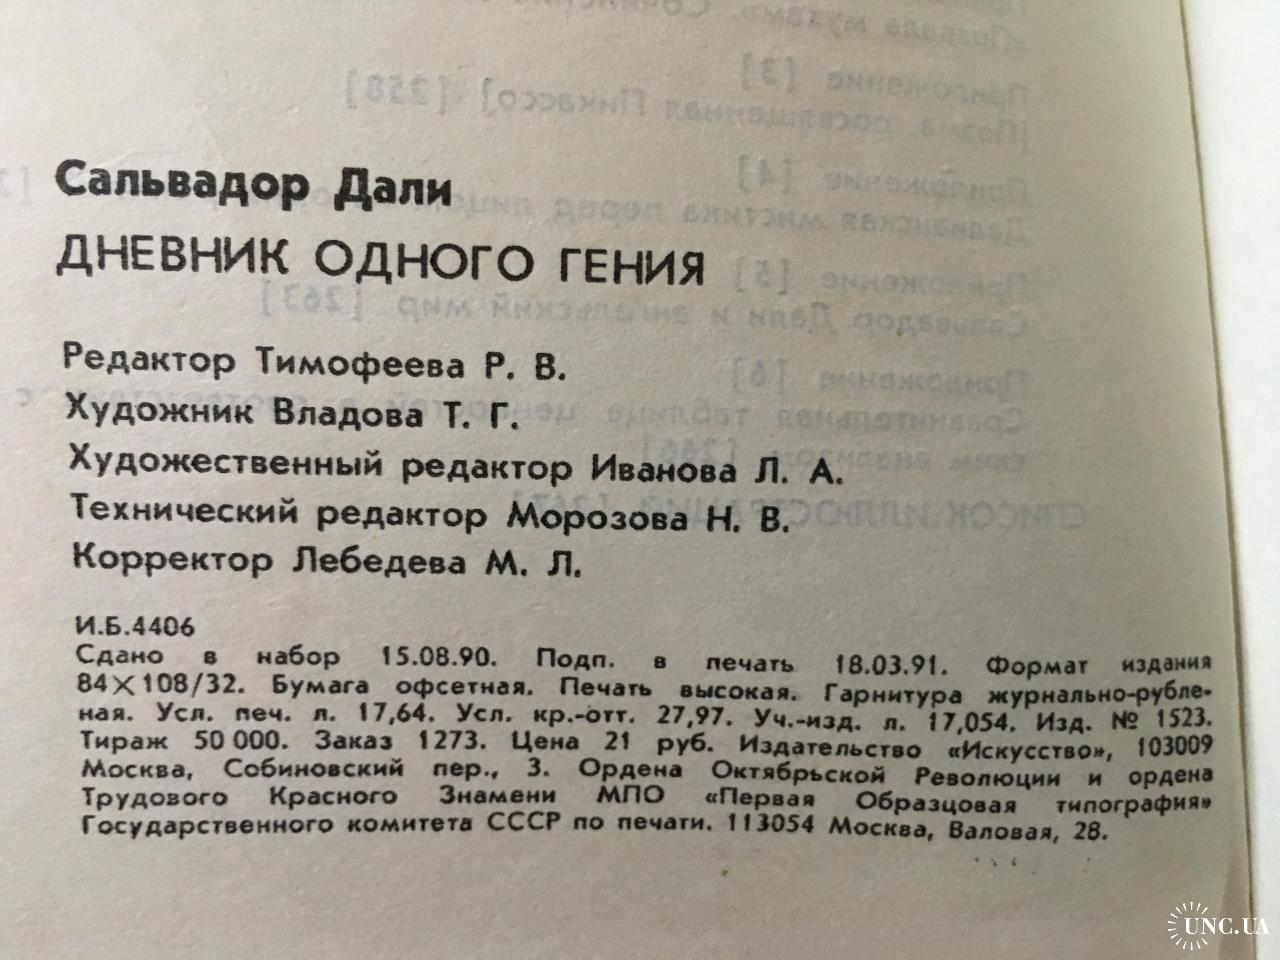 Сальвадор Дали
ДНЕВНИК ОДНОГО ГЕНИЯ
Редактор Тимофеева Р. В.
Художник Владова Т. Г.
Художественный редактор Иванова Л. А.
Технический редактор Морозова Н. В.
Корректор Лебедева М. Л.
И.Б.4406
Сдано в набор 15.08.90. Подп. в печать 18.03.91. Формат издания
84×108/32. Бумага офсетная. Печать высокая. Гарнитура журнально-рубле-
ная. Усл. печ. л. 17,64. Усл. кр.-отт. 27,97. Уч.-изд. л. 17,054. Изд. № 1523.
Тираж 50 000. Заказ 1273. Цена 21 руб. Издательство «Искусство», 103009
Москва, Собиновский пер., 3. Ордена Октябрьской Революции и ордена
Трудового Красного Знамени МПО «Первая Образцовая типография»
Государственного комитета СССР по печати. 113054 Москва, Валовая, 28.
UNC.UA